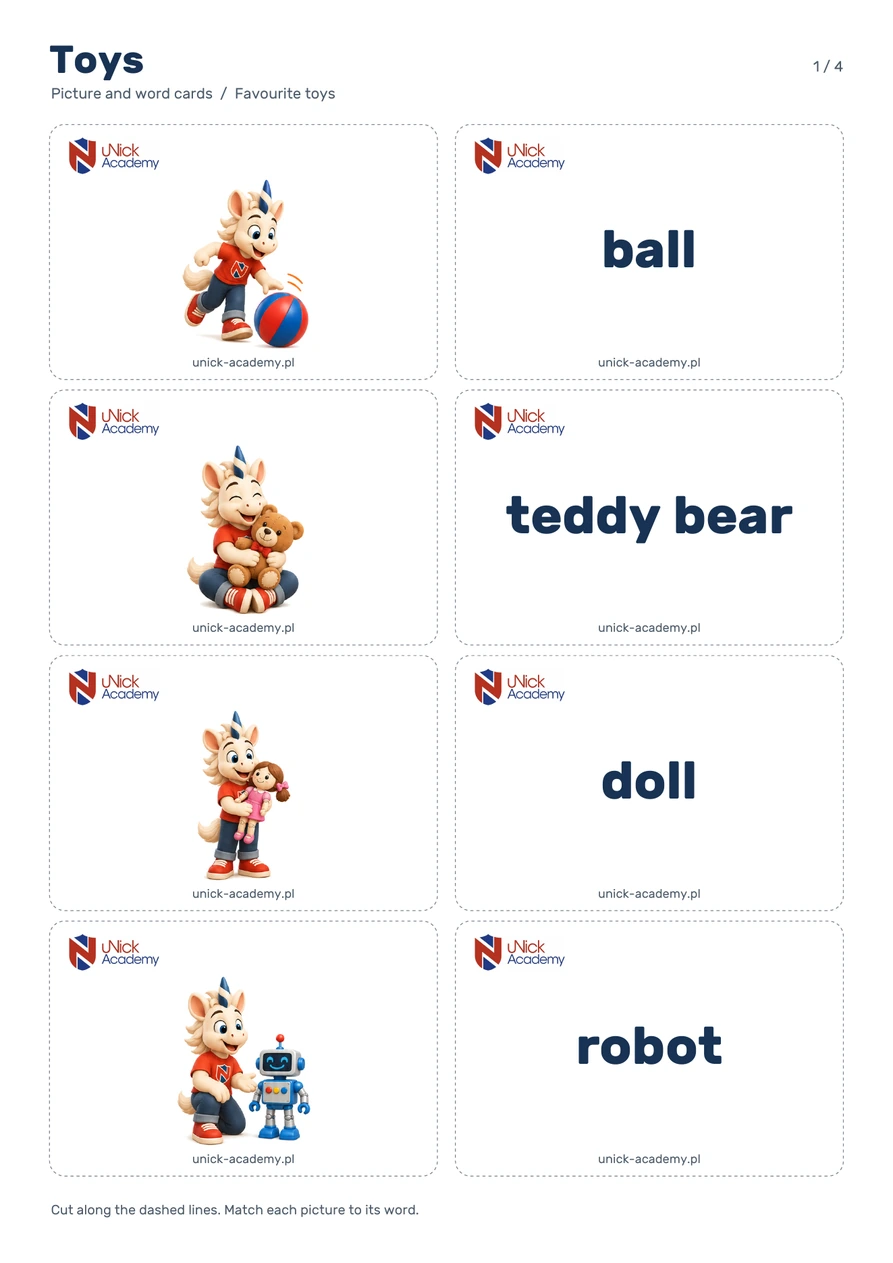 Toys
1 / 4
Picture and word cards / Favourite toys
uNick
Academy
unick-academy.pl
uNick
Academy
ball
unick-academy.pl
uNick
Academy
unick-academy.pl
uNick
Academy
teddy bear
unick-academy.pl
uNick
Academy
unick-academy.pl
uNick
Academy
doll
unick-academy.pl
uNick
Academy
unick-academy.pl
uNick
Academy
robot
unick-academy.pl
Cut along the dashed lines. Match each picture to its word.